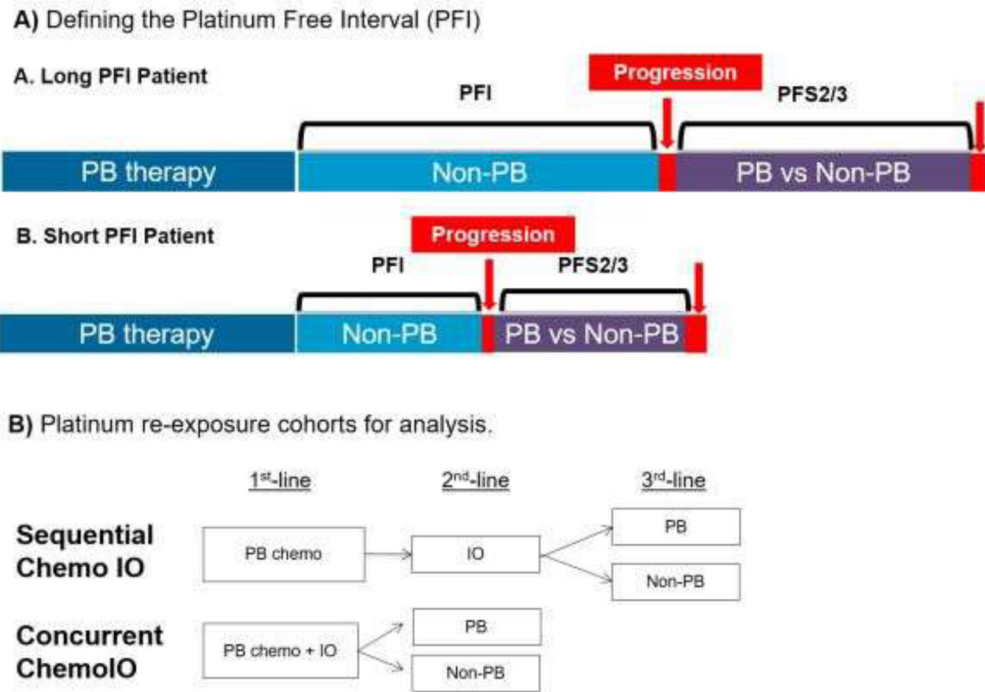 A) Defining the Platinum Free Interval (PFI)
A. Long PFI Patient
Progression
PFI
PFS2/3
PB therapy
Non-PB
PB vs Non-PB
B. Short PFI Patient
Progression
PFI
PFS2/3
PB therapy
Non-PB
PB vs Non-PB
B) Platinum re-exposure cohorts for analysis.
1st-line
2nd-line
3rd-line
Sequential
Chemo IO
PB chemo
IO
PB
Non-PB
Concurrent
ChemoIO
PB chemo + IO
PB
Non-PB